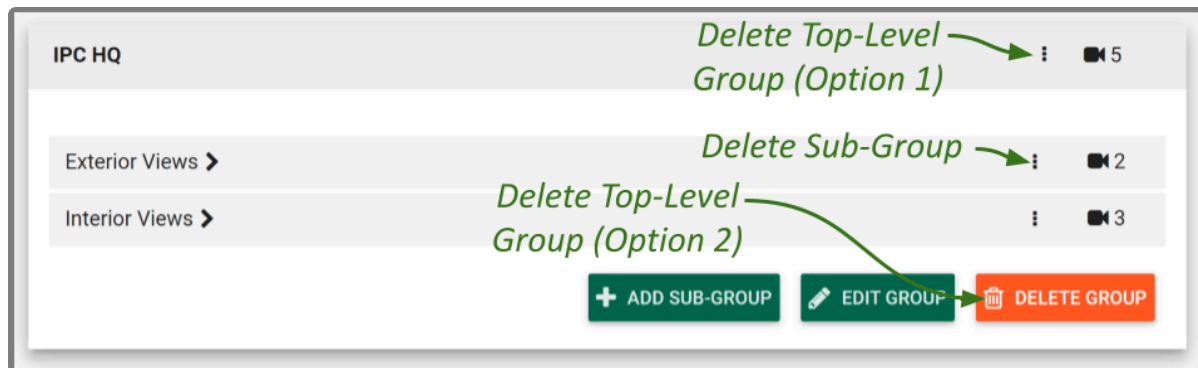 IPC HQ
Delete Top-Level
Group (Option 1)
5
Exterior Views
Delete Sub-Group
2
Delete Top-Level
Group (Option 2)
Interior Views
3
ADD SUB-GROUP
EDIT GROUP
DELETE GROUP